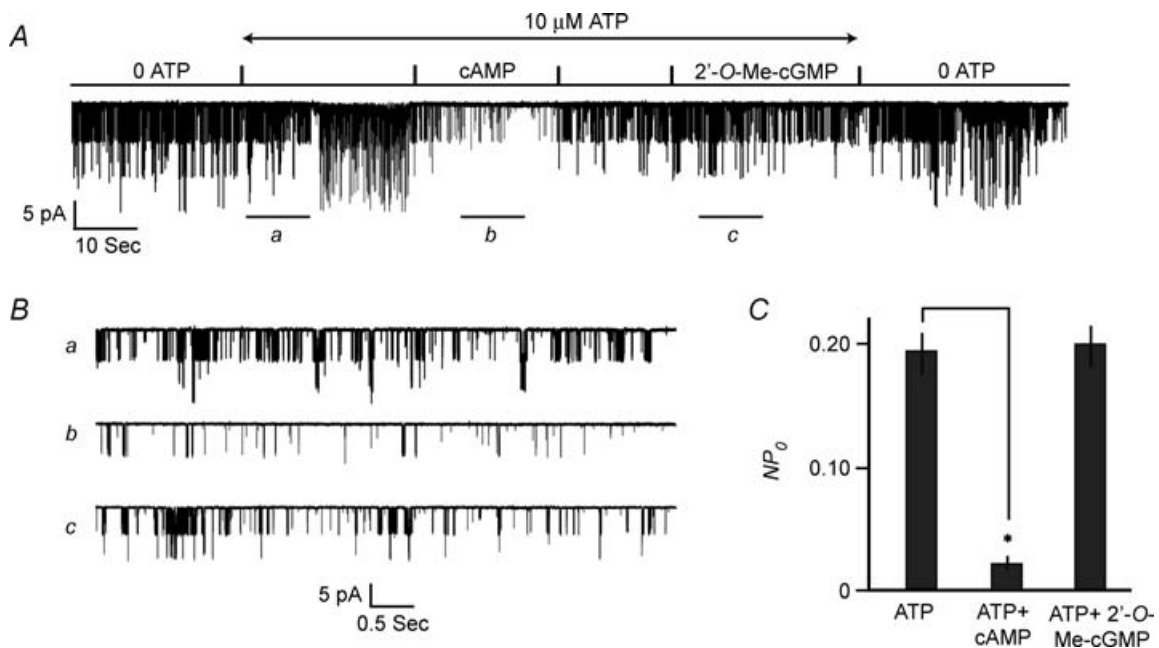 A
10 μM ATP
0 ATP
cAMP
2'-O-Me-cGMP
0 ATP
5 pA
10 Sec
a
b
c
B
a
b
c
5 pA
0.5 Sec
C
0.20
0.10
0
NP0
*
ATP
ATP+
cAMP
ATP+ 2'-O-
Me-cGMP